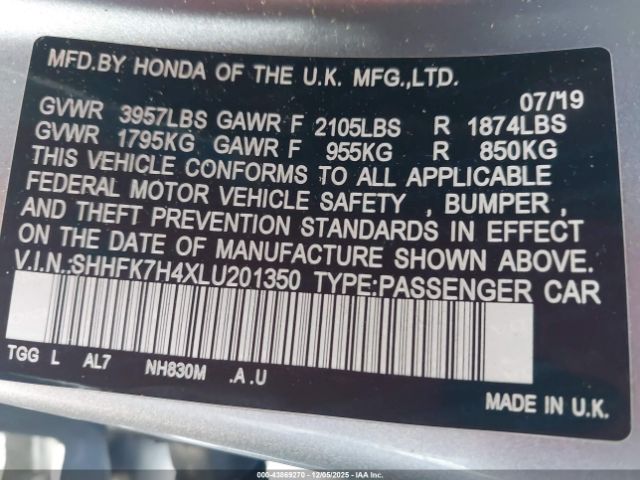 MFD.BY HONDA OF THE U.K. MFG.,LTD.
07/19
GVWR 3957LBS GAWR F 2105LBS R 1874LBS
GVWR 1795KG GAWR F 955KG R 850KG
THIS VEHICLE CONFORMS TO ALL APPLICABLE
FEDERAL MOTOR VEHICLE SAFETY , BUMPER ,
AND THEFT PREVENTION STANDARDS IN EFFECT
ON THE DATE OF MANUFACTURE SHOWN ABOVE.
V.I.N.:SHHFK7H4XLU201350 TYPE:PASSENGER CAR
TGG L AL7 NH830M .A .U
MADE IN U.K.
000-43869270 - 12/05/2025 - IAAI.COM